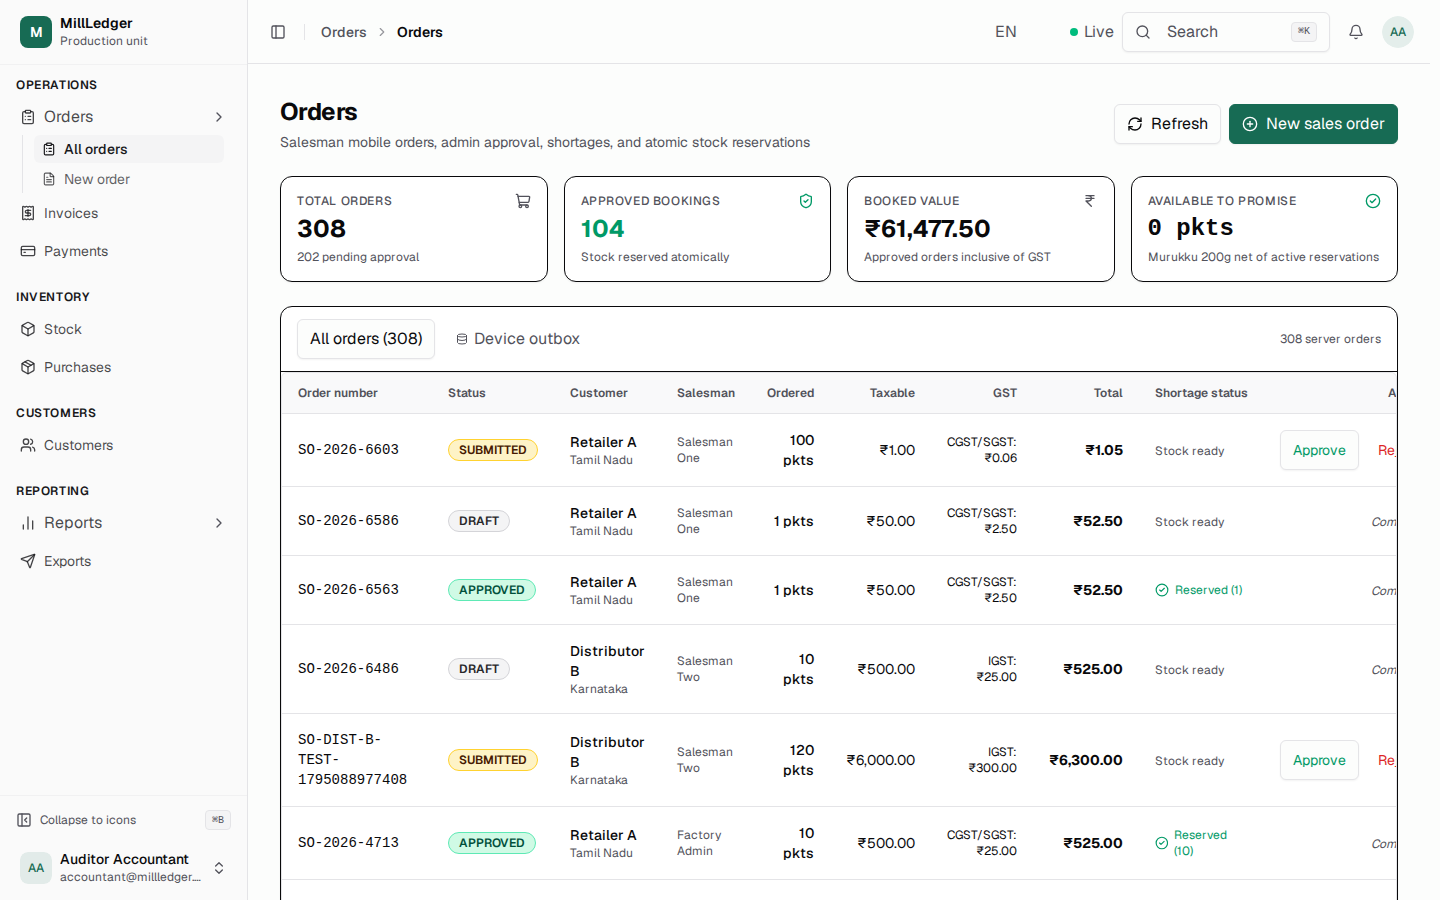 M
MillLedger
Production unit
OPERATIONS
Orders
All orders
New order
Invoices
Payments
INVENTORY
Stock
Purchases
CUSTOMERS
Customers
REPORTING
Reports
Exports
Collapse to icons
⌘B
AA
Auditor Accountant
accountant@millledger....
Orders
Orders
EN
Live
Search
⌘K
AA
Orders
Salesman mobile orders, admin approval, shortages, and atomic stock reservations
Refresh
New sales order
TOTAL ORDERS
308
202 pending approval
APPROVED BOOKINGS
104
Stock reserved atomically
BOOKED VALUE
₹
₹61,477.50
Approved orders inclusive of GST
AVAILABLE TO PROMISE
0 pkts
Murukku 200g net of active reservations
All orders (308)
Device outbox
308 server orders
Order number Status Customer Salesman Ordered Taxable GST Total Shortage status A
SO-2026-6603
SUBMITTED
Retailer A
Tamil Nadu
Salesman
One
100
pkts
₹1.00
CGST/SGST:
₹0.06
₹1.05
Stock ready
Approve
Re
SO-2026-6586
DRAFT
Retailer A
Tamil Nadu
Salesman
One
1 pkts
₹50.00
CGST/SGST:
₹2.50
₹52.50
Stock ready
Com
SO-2026-6563
APPROVED
Retailer A
Tamil Nadu
Salesman
One
1 pkts
₹50.00
CGST/SGST:
₹2.50
₹52.50
Reserved (1)
Com
SO-2026-6486
DRAFT
Distributor
B
Karnataka
Salesman
Two
10
pkts
₹500.00
IGST:
₹25.00
₹525.00
Stock ready
Com
SO-DIST-B-
TEST-
1795088977408
SUBMITTED
Distributor
B
Karnataka
Salesman
Two
120
pkts
₹6,000.00
IGST:
₹300.00
₹6,300.00
Stock ready
Approve
Re
SO-2026-4713
APPROVED
Retailer A
Tamil Nadu
Factory
Admin
10
pkts
₹500.00
CGST/SGST:
₹25.00
₹525.00
Reserved
(10)
Com